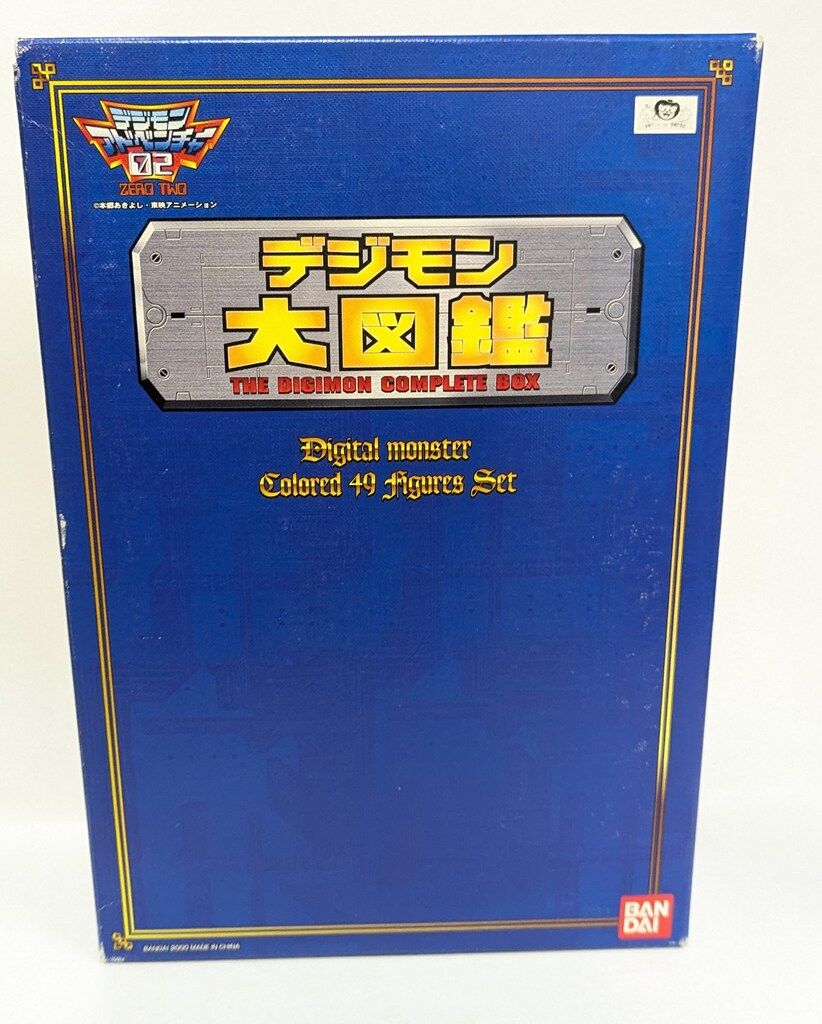 デジモン
アドベンチャー
02
ZERO TWO
©本郷あきよし・東映アニメーション
デジモン
大図鑑
THE DIGIMON COMPLETE BOX
Digital monster
Colored 49 Figures Set
BAN
DAI
BANDAI 2000 MADE IN CHINA